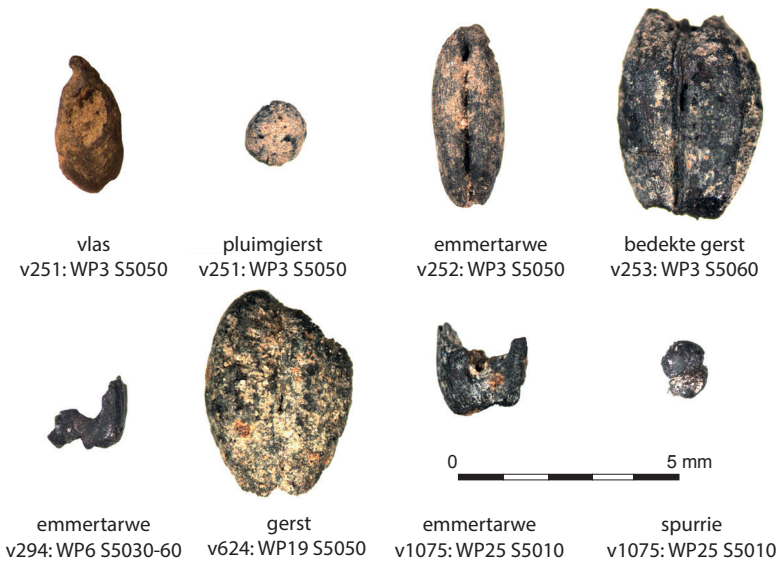 vlas
v251: WP3 S5050
pluimgierst
v251: WP3 S5050
emmertarwe
v252: WP3 S5050
bedekte gerst
v253: WP3 S5060
0 5 mm
emmertarwe
v294: WP6 S5030-60
gerst
v624: WP19 S5050
emmertarwe
v1075: WP25 S5010
spurrie
v1075: WP25 S5010